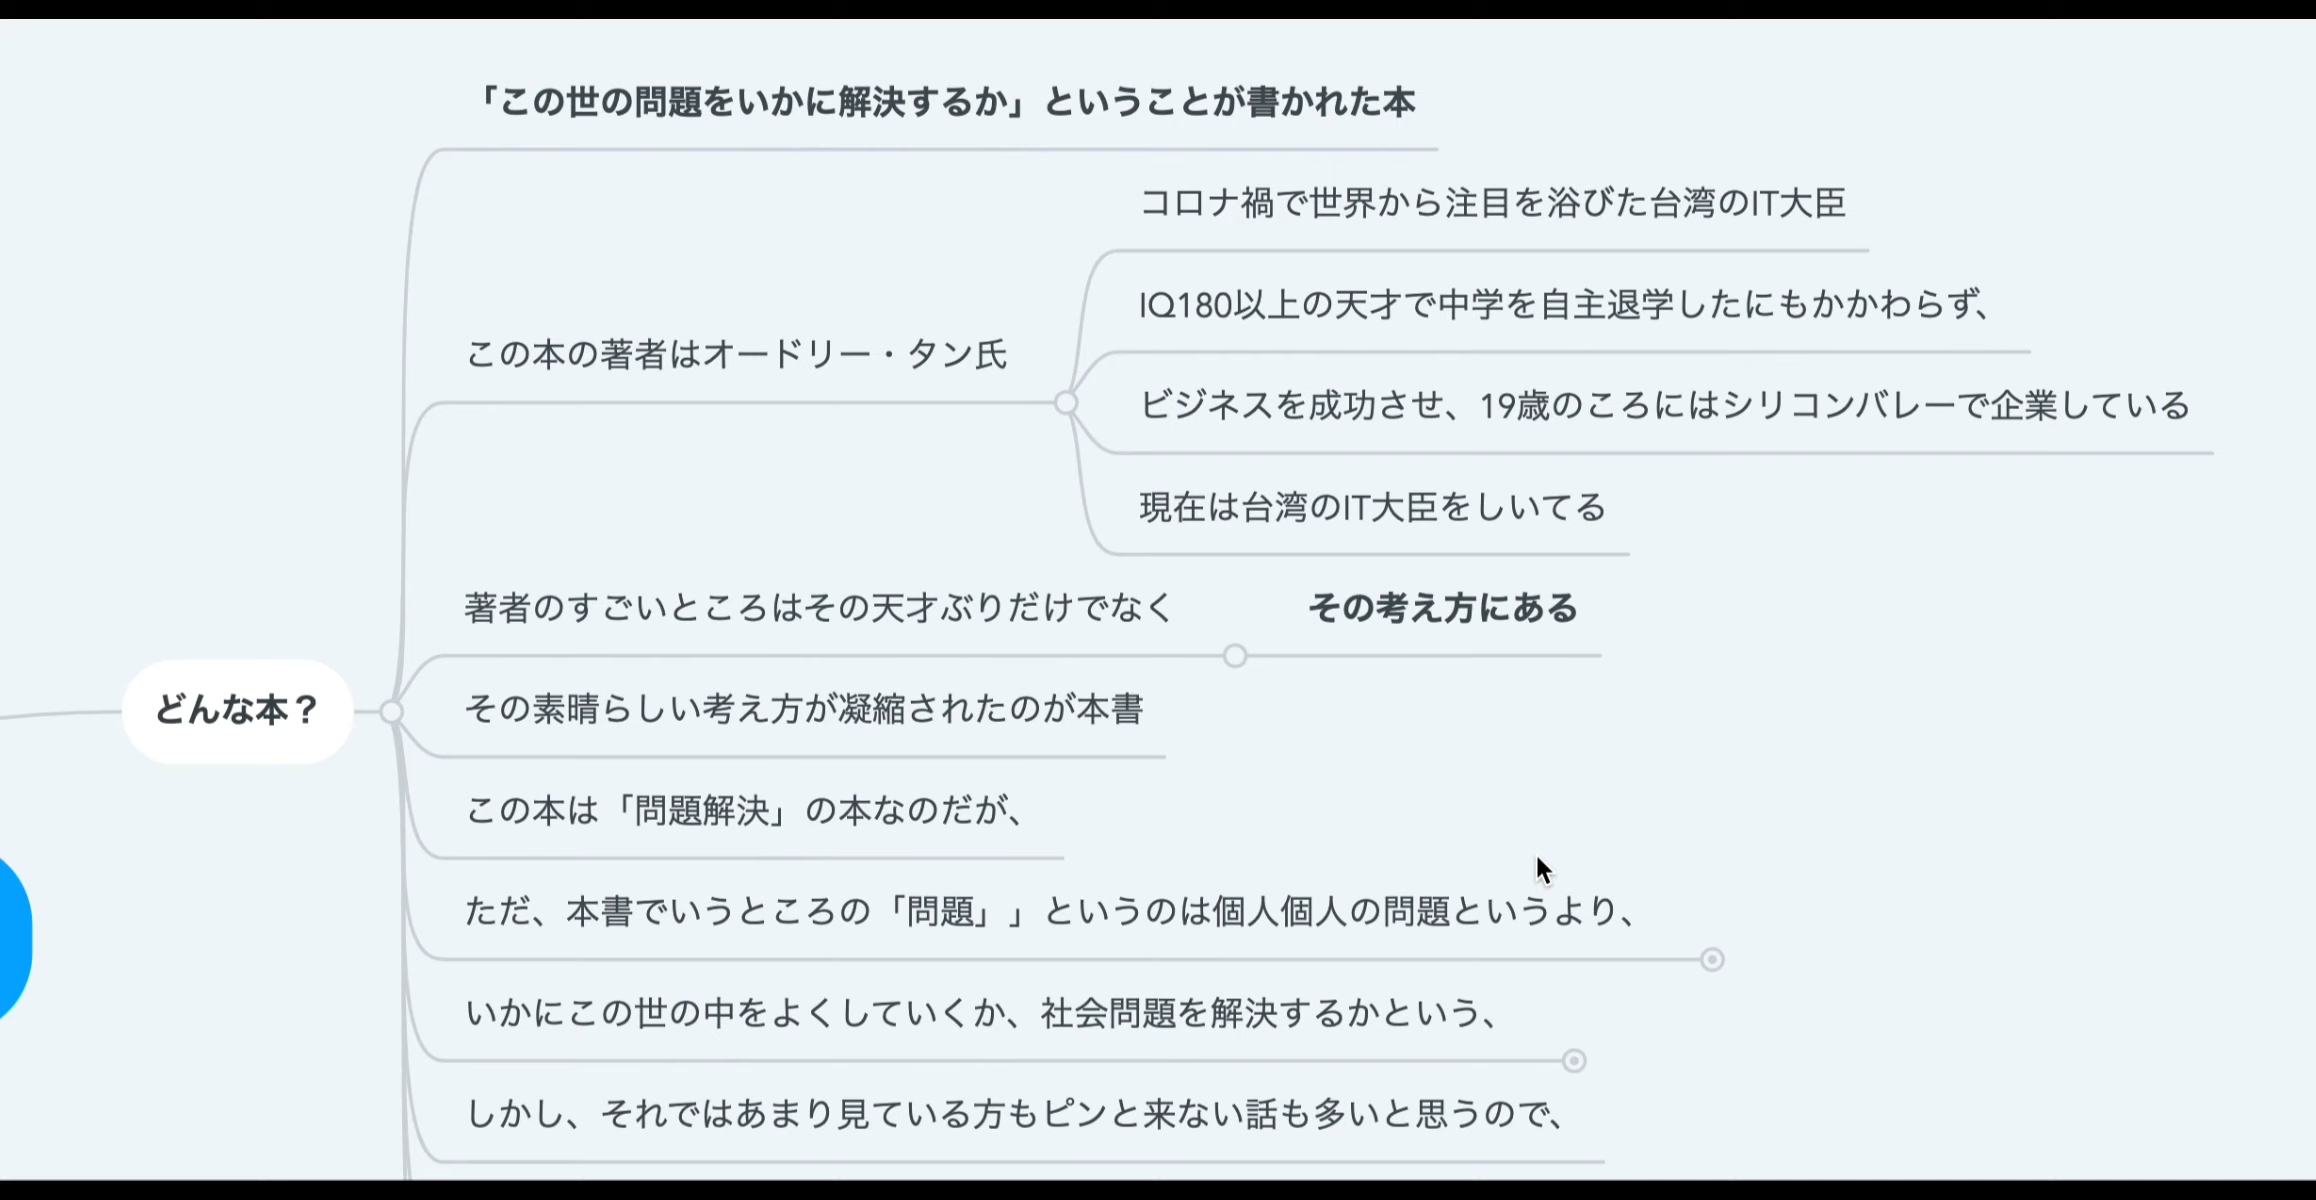 「この世の問題をいかに解決するか」ということが書かれた本
この本の著者はオードリー・タン氏
コロナ禍で世界から注目を浴びた台湾のIT大臣
IQ180以上の天才で中学を自主退学したにもかかわらず、
ビジネスを成功させ、19歳のころにはシリコンバレーで企業している
現在は台湾のIT大臣をしいてる
著者のすごいところはその天才ぶりだけでなく
その考え方にある
どんな本？
その素晴らしい考え方が凝縮されたのが本書
この本は「問題解決」の本なのだが、
ただ、本書でいうところの「問題」」というのは個人個人の問題というより、
いかにこの世の中をよくしていくか、社会問題を解決するかという、
しかし、それではあまり見ている方もピンと来ない話も多いと思うので、